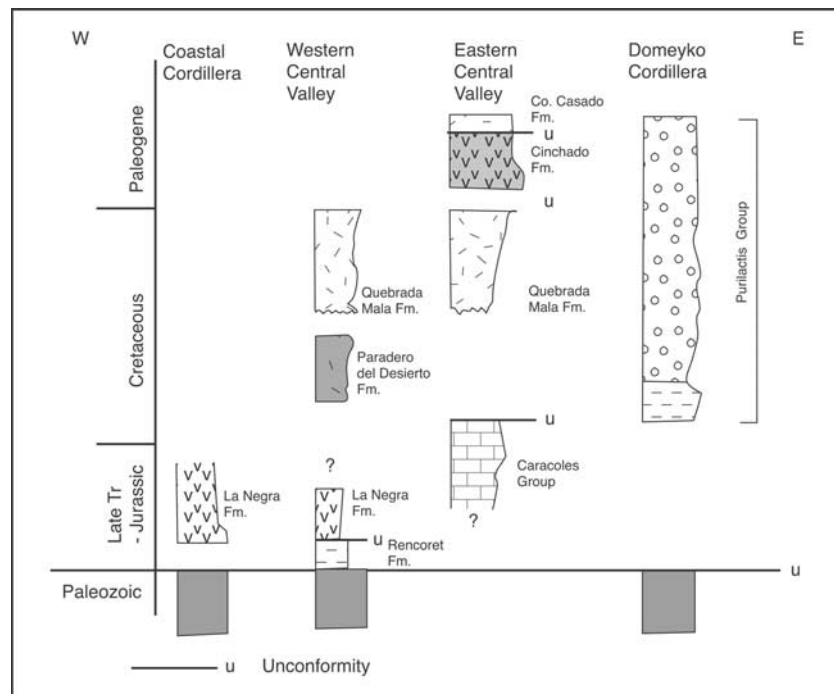 W
E
Coastal
Cordillera
Western
Central
Valley
Eastern
Central
Valley
Domeyko
Cordillera
Paleogene
Cretaceous
Late Tr
- Jurassic
Paleozoic
Co. Casado
Fm.
u
Cinchado
Fm.
u
Quebrada
Mala Fm.
Quebrada
Mala Fm.
Paradero
del Desierto
Fm.
Purilactis Group
u
Caracoles
Group
?
?
La Negra
Fm.
La Negra
Fm.
u
Rencoret
Fm.
u
u Unconformity